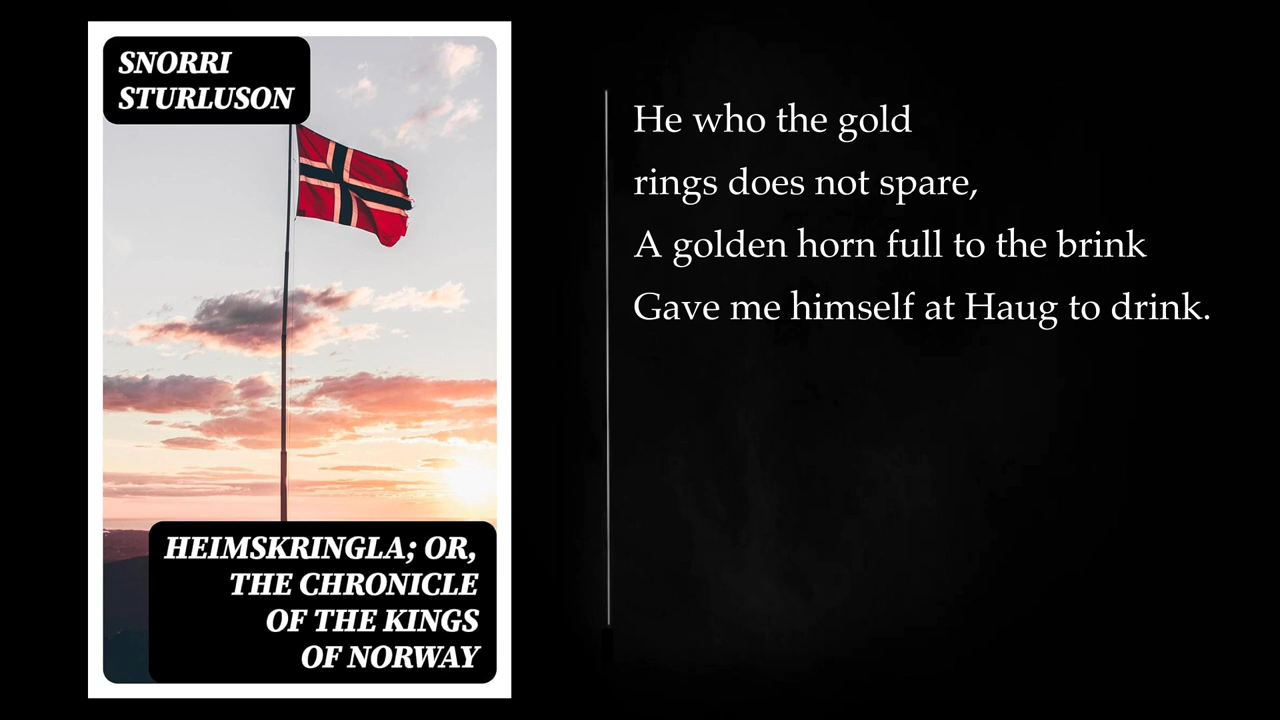 SNORRI
STURLUSON
HEIMSKRINGLA; OR,
THE CHRONICLE
OF THE KINGS
OF NORWAY
He who the gold
rings does not spare,
A golden horn full to the brink
Gave me himself at Haug to drink.